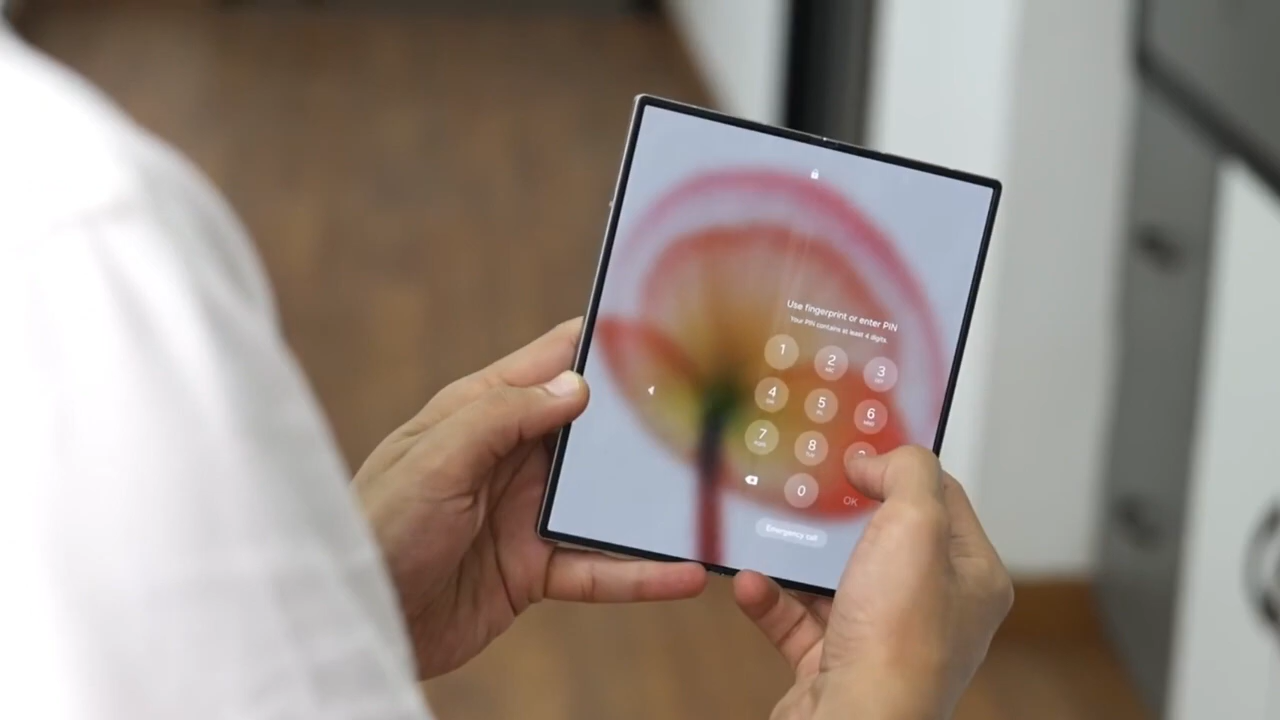 Use fingerprint or enter PIN
Your PIN contains at least 4 digits.
1 2 3
ABC
4 5 6
7 8
0 OK
Emergency call